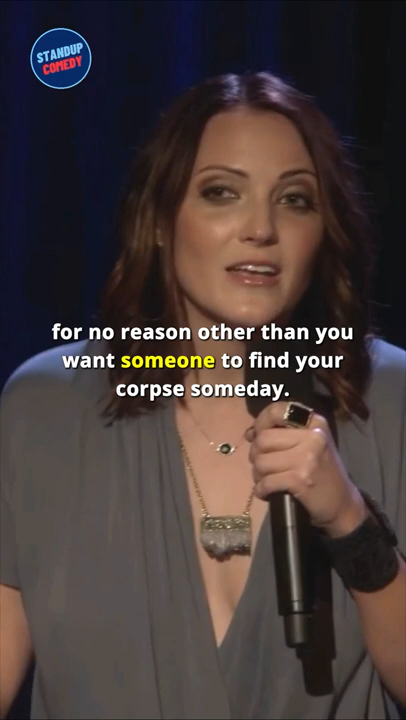 STANDUP
COMEDY
for no reason other than you
want someone to find your
corpse someday.